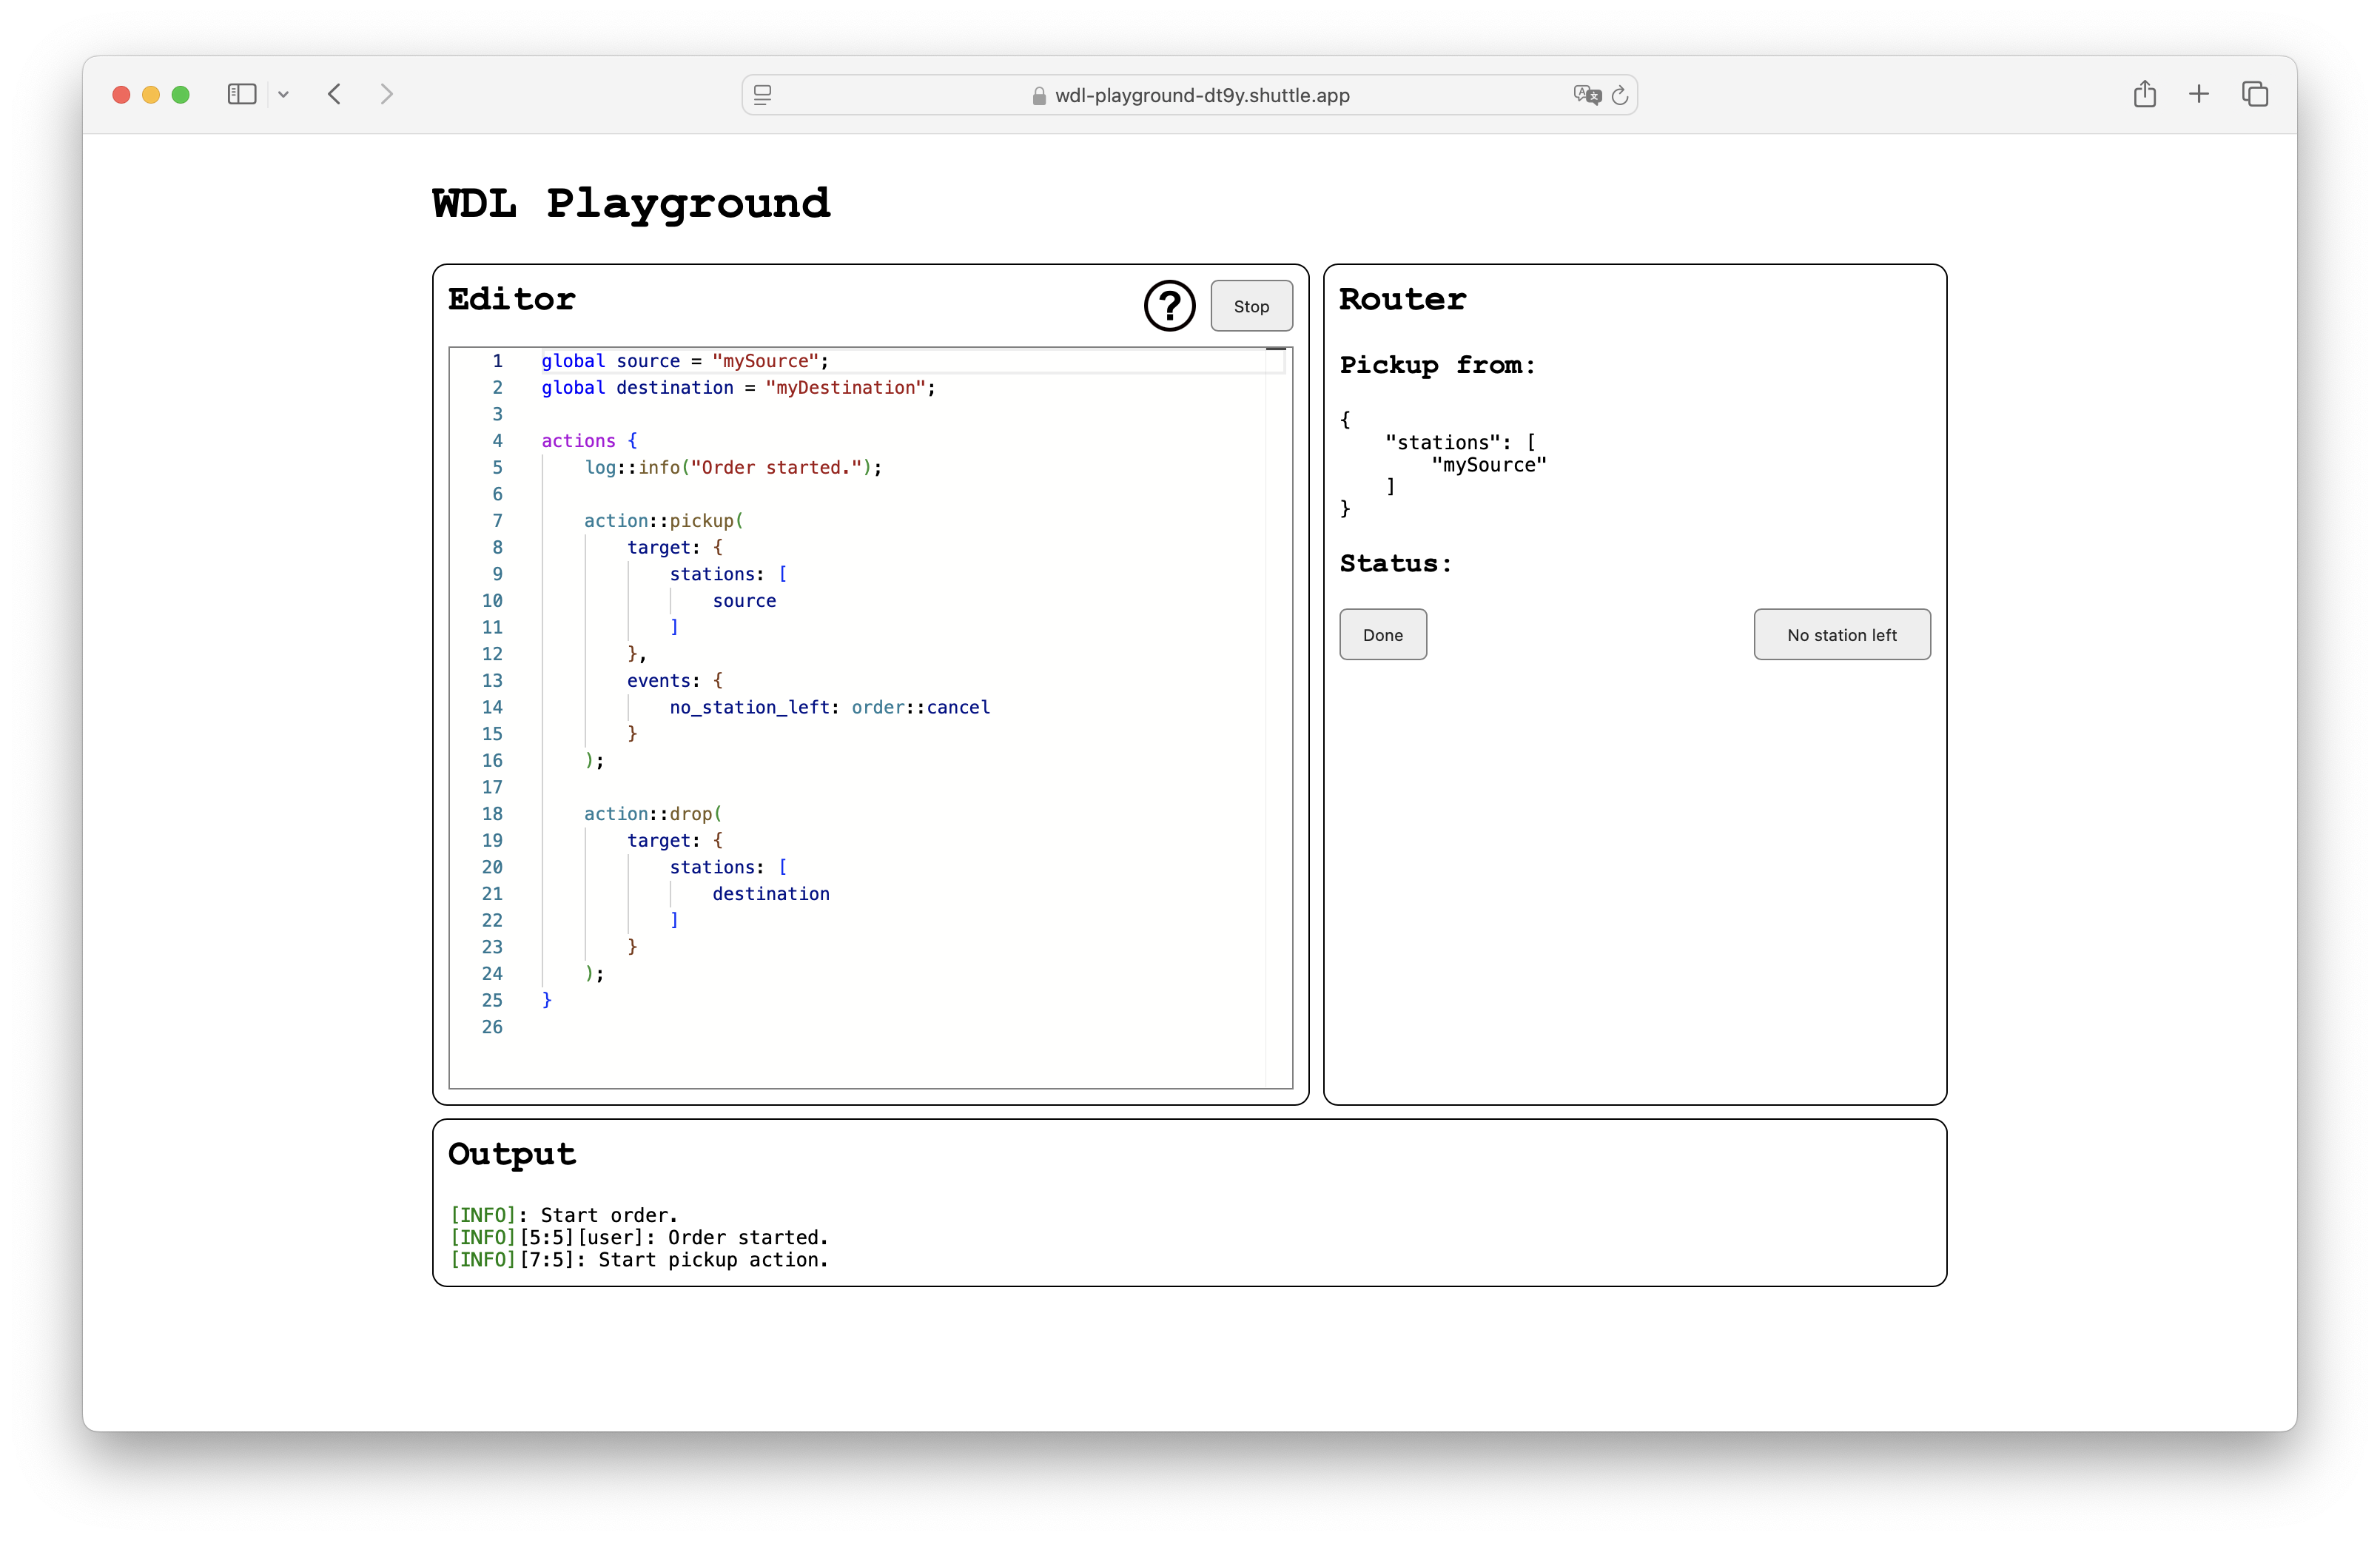 wdl-playground-dt9y.shuttle.app
WDL Playground
Editor
?
Stop
1 global source = "mySource";
2 global destination = "myDestination";
3
4 actions {
5     log::info("Order started.");
6
7     action::pickup(
8         target: {
9             stations: [
10                 source
11             ]
12         },
13         events: {
14             no_station_left: order::cancel
15         }
16     );
17
18     action::drop(
19         target: {
20             stations: [
21                 destination
22             ]
23         }
24     );
25 }
26
Router
Pickup from:
{
    "stations": [
        "mySource"
    ]
}
Status:
Done
No station left
Output
[INFO]: Start order.
[INFO][5:5][user]: Order started.
[INFO][7:5]: Start pickup action.